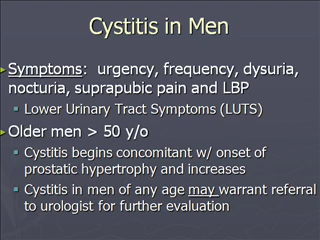 Cystitis in Men
Symptoms: urgency, frequency, dysuria,
nocturia, suprapubic pain and LBP
Lower Urinary Tract Symptoms (LUTS)
Older men > 50 y/o
Cystitis begins concomitant w/ onset of
prostatic hypertrophy and increases
Cystitis in men of any age may warrant referral
to urologist for further evaluation